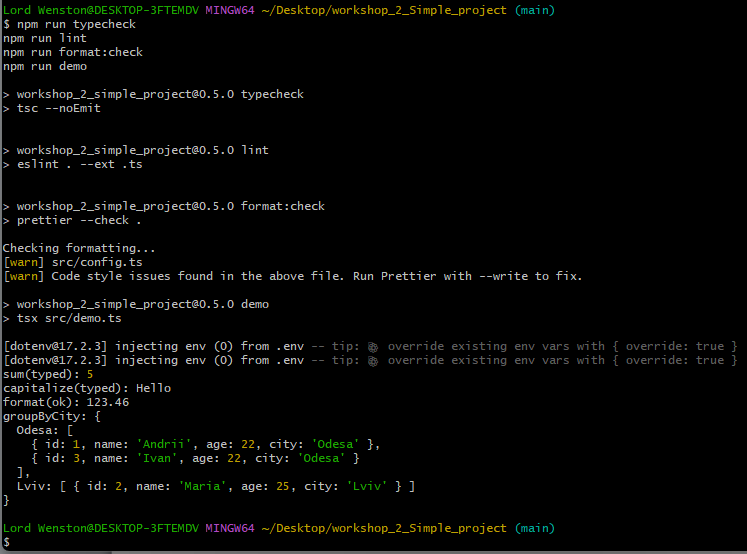 Lord Wenston@DESKTOP-3FTEMDV MINGW64 ~/Desktop/workshop_2_Simple_project (main)
$ npm run typecheck
npm run lint
npm run format:check
npm run demo
> workshop_2_simple_project@0.5.0 typecheck
> tsc --noEmit
> workshop_2_simple_project@0.5.0 lint
> eslint . --ext .ts
> workshop_2_simple_project@0.5.0 format:check
> prettier --check .
Checking formatting...
[warn] src/config.ts
[warn] Code style issues found in the above file. Run Prettier with --write to fix.
> workshop_2_simple_project@0.5.0 demo
> tsx src/demo.ts
[dotenv@17.2.3] injecting env (0) from .env -- tip: override existing env vars with { override: true }
[dotenv@17.2.3] injecting env (0) from .env -- tip: override existing env vars with { override: true }
sum(typed): 5
capitalize(typed): Hello
format(ok): 123.46
groupByCity: {
  Odesa: [
    { id: 1, name: 'Andrii', age: 22, city: 'Odesa' },
    { id: 3, name: 'Ivan', age: 22, city: 'Odesa' }
  ],
  Lviv: [ { id: 2, name: 'Maria', age: 25, city: 'Lviv' } ]
}
Lord Wenston@DESKTOP-3FTEMDV MINGW64 ~/Desktop/workshop_2_Simple_project (main)
$